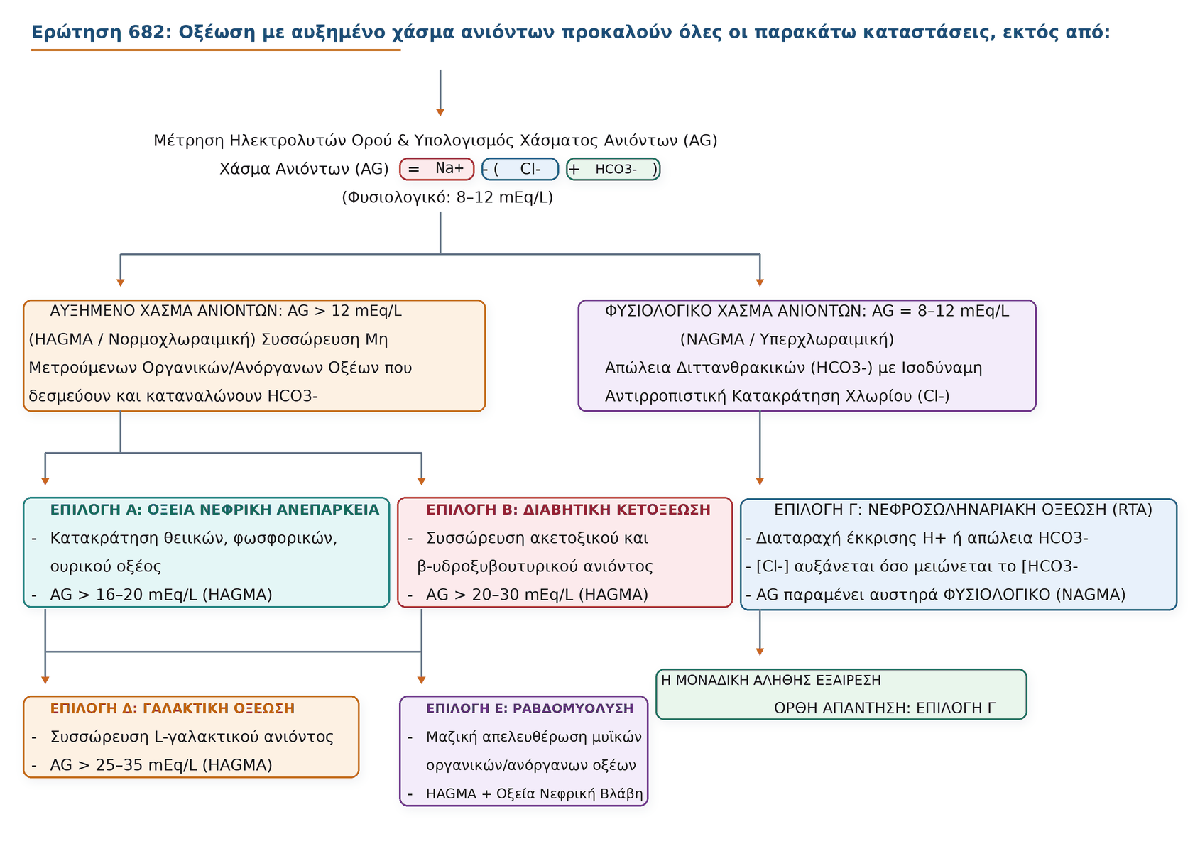 Ερώτηση 682: Οξέωση με αυξημένο χάσμα ανιόντων προκαλούν όλες οι παρακάτω καταστάσεις, εκτός από:
Μέτρηση Ηλεκτρολυτών Ορού & Υπολογισμός Χάσματος Ανιόντων (AG)
Χάσμα Ανιόντων (AG) = Na+ - ( Cl- + HCO3- )
(Φυσιολογικό: 8–12 mEq/L)
ΑΥΞΗΜΕΝΟ ΧΑΣΜΑ ΑΝΙΟΝΤΩΝ: AG > 12 mEq/L
(HAGMA / Νορμοχλωραιμική) Συσσώρευση Μη
Μετρούμενων Οργανικών/Ανόργανων Οξέων που
δεσμεύουν και καταναλώνουν HCO3-
ΦΥΣΙΟΛΟΓΙΚΟ ΧΑΣΜΑ ΑΝΙΟΝΤΩΝ: AG = 8–12 mEq/L
(NAGMA / Υπερχλωραιμική)
Απώλεια Διττανθρακικών (HCO3-) με Ισοδύναμη
Αντιρροπιστική Κατακράτηση Χλωρίου (Cl-)
ΕΠΙΛΟΓΗ Α: ΟΞΕΙΑ ΝΕΦΡΙΚΗ ΑΝΕΠΑΡΚΕΙΑ
- Κατακράτηση θειικών, φωσφορικών,
ουρικού οξέος
- AG > 16–20 mEq/L (HAGMA)
ΕΠΙΛΟΓΗ Β: ΔΙΑΒΗΤΙΚΗ ΚΕΤΟΞΕΩΣΗ
- Συσσώρευση ακετοξικού και
β-υδροξυβουτυρικού ανιόντος
- AG > 20–30 mEq/L (HAGMA)
ΕΠΙΛΟΓΗ Γ: ΝΕΦΡΟΣΩΛΗΝΑΡΙΑΚΗ ΟΞΕΩΣΗ (RTA)
- Διαταραχή έκκρισης H+ ή απώλεια HCO3-
- [Cl-] αυξάνεται όσο μειώνεται το [HCO3-
- AG παραμένει αυστηρά ΦΥΣΙΟΛΟΓΙΚΟ (NAGMA)
Η ΜΟΝΑΔΙΚΗ ΑΛΗΘΗΣ ΕΞΑΙΡΕΣΗ
ΟΡΘΗ ΑΠΑΝΤΗΣΗ: ΕΠΙΛΟΓΗ Γ
ΕΠΙΛΟΓΗ Δ: ΓΑΛΑΚΤΙΚΗ ΟΞΕΩΣΗ
- Συσσώρευση L-γαλακτικού ανιόντος
- AG > 25–35 mEq/L (HAGMA)
ΕΠΙΛΟΓΗ Ε: ΡΑΒΔΟΜΥΟΛΥΣΗ
- Μαζική απελευθέρωση μυϊκών
οργανικών/ανόργανων οξέων
- HAGMA + Οξεία Νεφρική Βλάβη